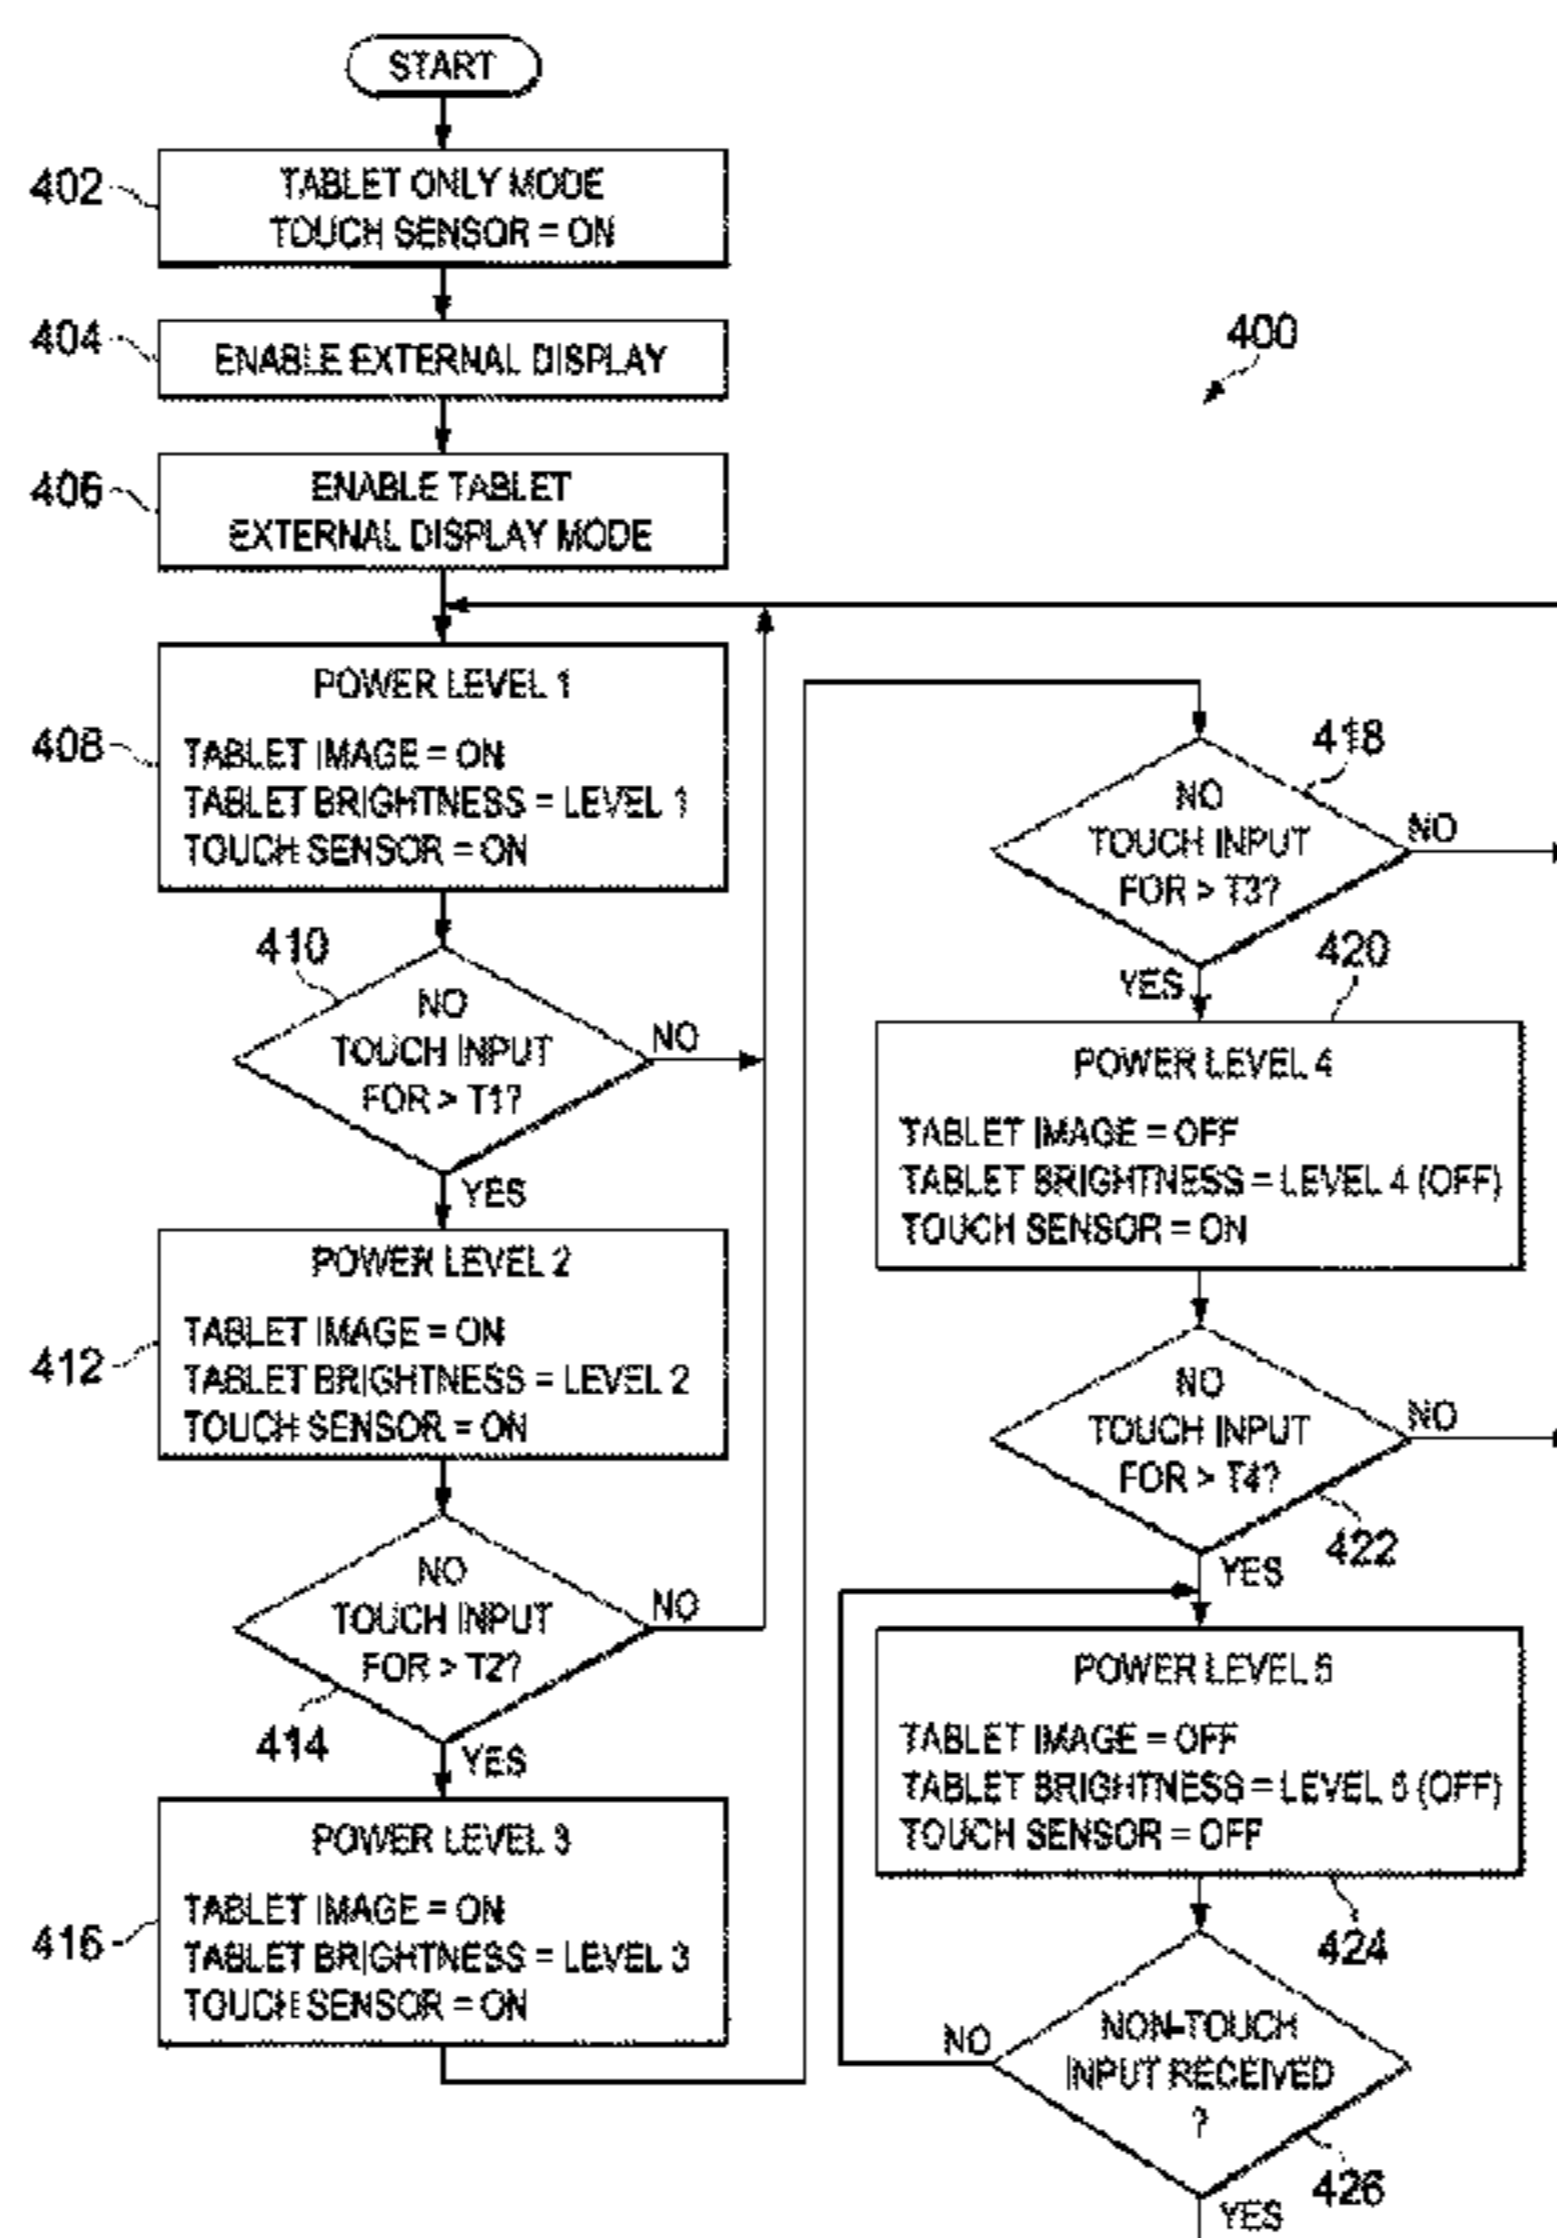 START
402
TABLET ONLY MODE
TOUCH SENSOR = ON
404
ENABLE EXTERNAL DISPLAY
400
406
ENABLE TABLET
EXTERNAL DISPLAY MODE
408
POWER LEVEL 1
TABLET IMAGE = ON
TABLET BRIGHTNESS = LEVEL 1
TOUCH SENSOR = ON
410
NO
TOUCH INPUT
FOR > T1?
NO
YES
412
POWER LEVEL 2
TABLET IMAGE = ON
TABLET BRIGHTNESS = LEVEL 2
TOUCH SENSOR = ON
NO
TOUCH INPUT
FOR > T2?
NO
414
YES
416
POWER LEVEL 3
TABLET IMAGE = ON
TABLET BRIGHTNESS = LEVEL 3
TOUCH SENSOR = ON
418
NO
TOUCH INPUT
FOR > T3?
NO
YES
420
POWER LEVEL 4
TABLET IMAGE = OFF
TABLET BRIGHTNESS = LEVEL 4 (OFF)
TOUCH SENSOR = ON
NO
TOUCH INPUT
FOR > T4?
NO
422
YES
POWER LEVEL 5
TABLET IMAGE = OFF
TABLET BRIGHTNESS = LEVEL 5 (OFF)
TOUCH SENSOR = OFF
424
NON-TOUCH
INPUT RECEIVED
?
NO
426
YES